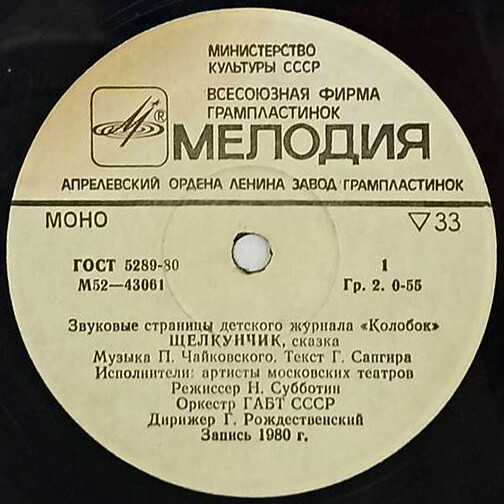 МИНИСТЕРСТВО
КУЛЬТУРЫ СССР
ВСЕСОЮЗНАЯ ФИРМА
ГРАМПЛАСТИНОК
®
МЕЛОДИЯ
АПРЕЛЕВСКИЙ ОРДЕНА ЛЕНИНА ЗАВОД ГРАМПЛАСТИНОК
МОНО ▽33
ГОСТ 5289-80 1
М52—43061 Гр. 2. 0-55
Звуковые страницы детского журнала «Колобок»
ЩЕЛКУНЧИК, сказка
Музыка П. Чайковского. Текст Г. Сапгира
Исполнители: артисты московских театров
Режиссер Н. Субботин
Оркестр ГАБТ СССР
Дирижер Г. Рождественский
Запись 1980 г.